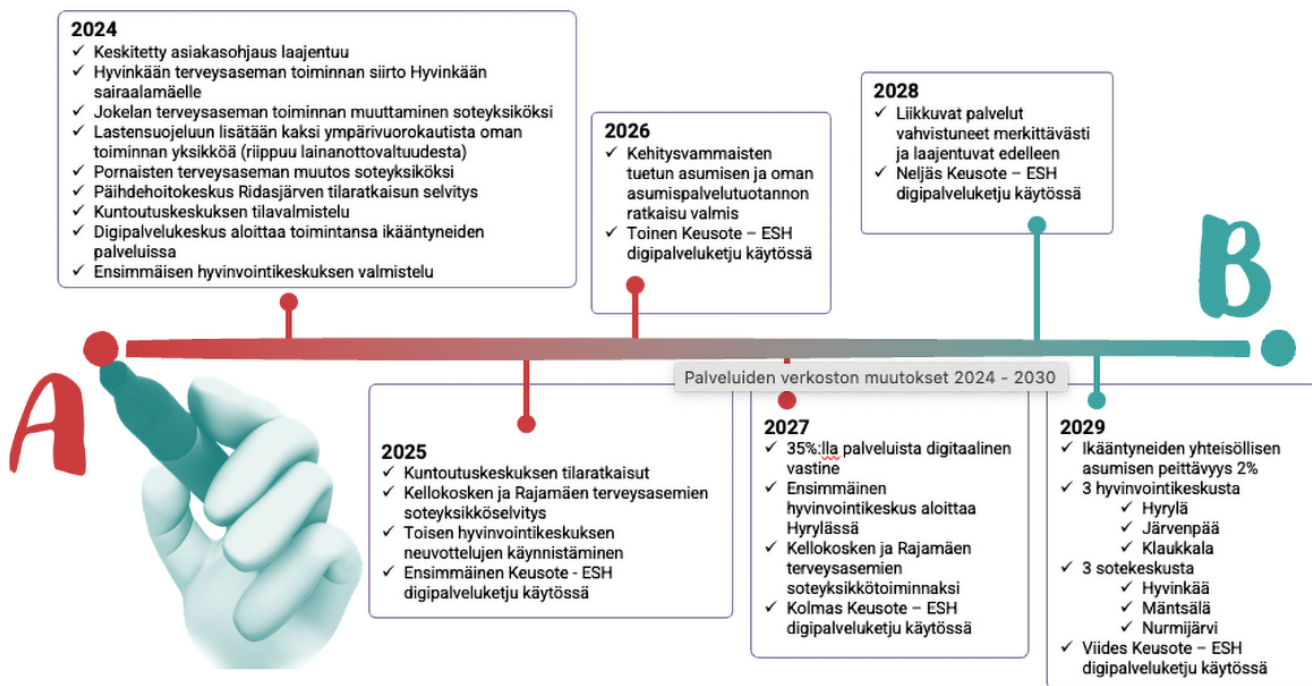 2024
✓ Keskitetty asiakasohjaus laajentuu
✓ Hyvinkään terveysaseman toiminnan siirto Hyvinkään
sairaalamäelle
✓ Jokelan terveysaseman toiminnan muuttaminen soteyksiköksi
✓ Lastensuojeluun lisätään kaksi ympärivuorokautista oman
toiminnan yksikköä (riippuu lainanottovaltuudesta)
✓ Pornaisten terveysaseman muutos soteyksiköksi
✓ Päihdehoitokeskus Ridasjärven tilaratkaisun selvitys
✓ Kuntoutuskeskuksen tilavalmistelu
✓ Digipalvelukeskus aloittaa toimintansa ikääntyneiden
palveluissa
✓ Ensimmäisen hyvinvointikeskuksen valmistelu
2026
✓ Kehitysvammaisten
tuetun asumisen ja oman
asumispalvelutuotannon
ratkaisu valmis
✓ Toinen Keusote – ESH
digipalveluketju käytössä
2028
✓ Liikkuvat palvelut
vahvistuneet merkittävästi
ja laajentuvat edelleen
✓ Neljäs Keusote – ESH
digipalveluketju käytössä
A
B
Palveluiden verkoston muutokset 2024 - 2030
2025
✓ Kuntoutuskeskuksen tilaratkaisut
✓ Kellokosken ja Rajamäen terveysasemien
soteyksikköselvitys
✓ Toisen hyvinvointikeskuksen
neuvottelujen käynnistäminen
✓ Ensimmäinen Keusote - ESH
digipalveluketju käytössä
2027
✓ 35%:lla palveluista digitaalinen
vastine
✓ Ensimmäinen
hyvinvointikeskus aloittaa
Hyrylässä
✓ Kellokosken ja Rajamäen
terveysasemien
soteyksikkötoiminnaksi
✓ Kolmas Keusote – ESH
digipalveluketju käytössä
2029
✓ Ikääntyneiden yhteisöllisen
asumisen peittävyys 2%
✓ 3 hyvinvointikeskusta
✓ Hyrylä
✓ Järvenpää
✓ Klaukkala
✓ 3 sotekeskusta
✓ Hyvinkää
✓ Mäntsälä
✓ Nurmijärvi
✓ Viides Keusote – ESH
digipalveluketju käytössä